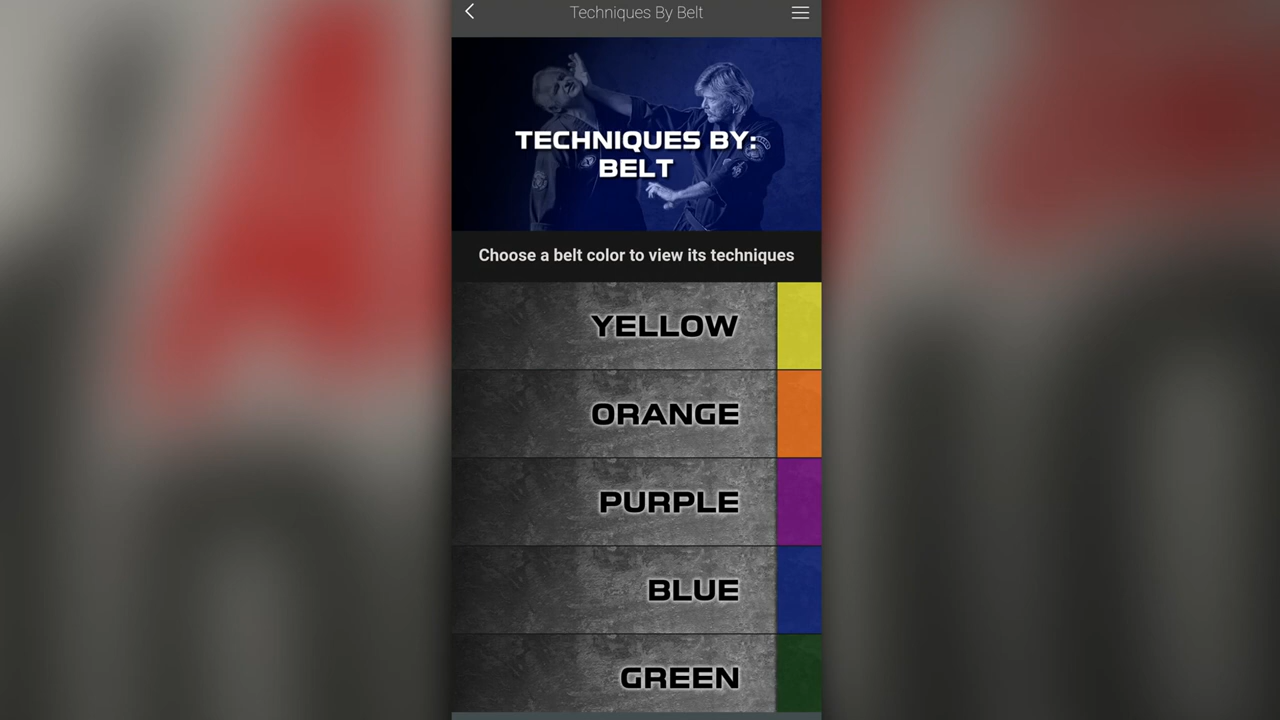 Techniques By Belt
TECHNIQUES BY:
BELT
Choose a belt color to view its techniques
YELLOW
ORANGE
PURPLE
BLUE
GREEN